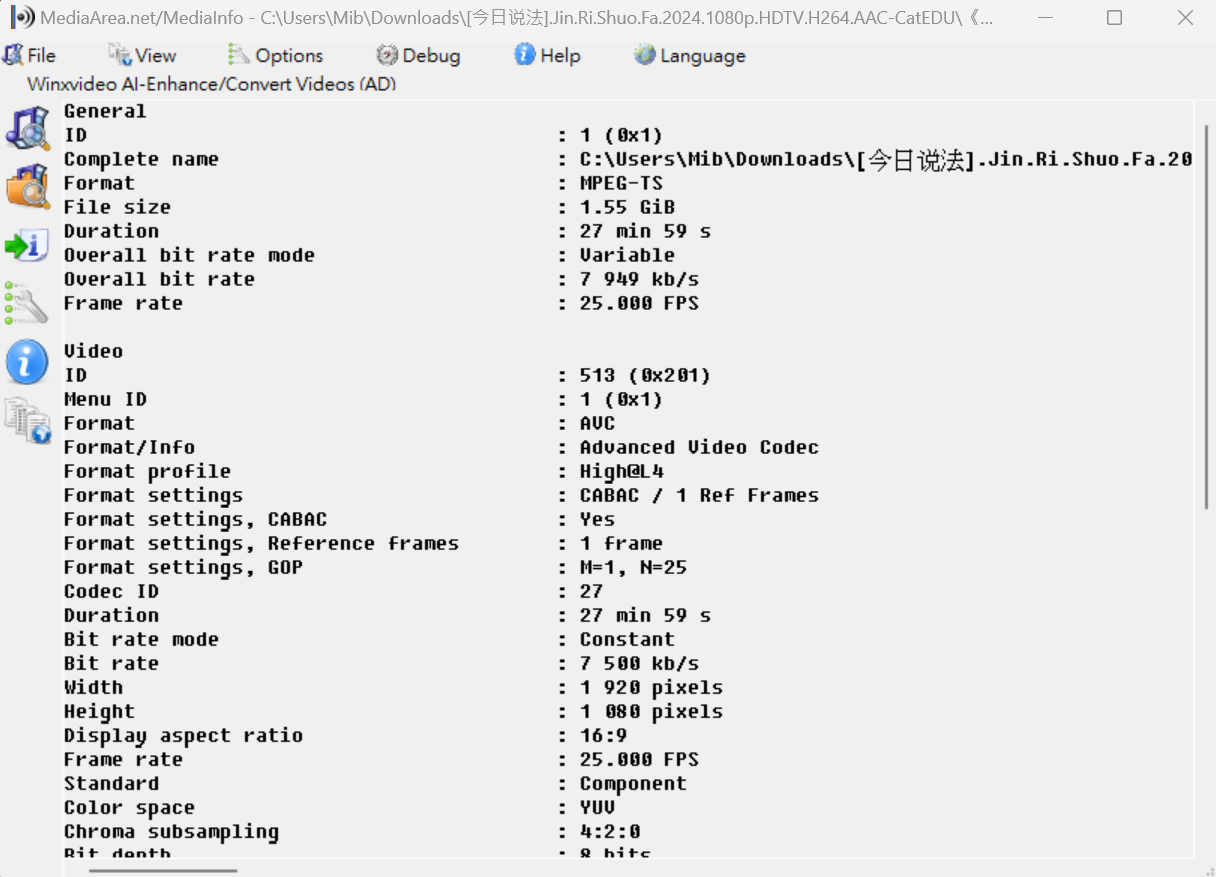 MediaArea.net/MediaInfo - C:\Users\Mib\Downloads\[今日说法].Jin.Ri.Shuo.Fa.2024.1080p.HDTV.H264.AAC-CatEDU\《...
File View Options Debug Help Language
Winxvideo AI-Enhance/Convert Videos (AD)
General
ID : 1 (0x1)
Complete name : C:\Users\Mib\Downloads\[今日说法].Jin.Ri.Shuo.Fa.20
Format : MPEG-TS
File size : 1.55 GiB
Duration : 27 min 59 s
Overall bit rate mode : Variable
Overall bit rate : 7 949 kb/s
Frame rate : 25.000 FPS
Video
ID : 513 (0x201)
Menu ID : 1 (0x1)
Format : AVC
Format/Info : Advanced Video Codec
Format profile : High@L4
Format settings : CABAC / 1 Ref Frames
Format settings, CABAC : Yes
Format settings, Reference frames : 1 frame
Format settings, GOP : M=1, N=25
Codec ID : 27
Duration : 27 min 59 s
Bit rate mode : Constant
Bit rate : 7 500 kb/s
Width : 1 920 pixels
Height : 1 080 pixels
Display aspect ratio : 16:9
Frame rate : 25.000 FPS
Standard : Component
Color space : YUV
Chroma subsampling : 4:2:0
Bit depth : 8 bits